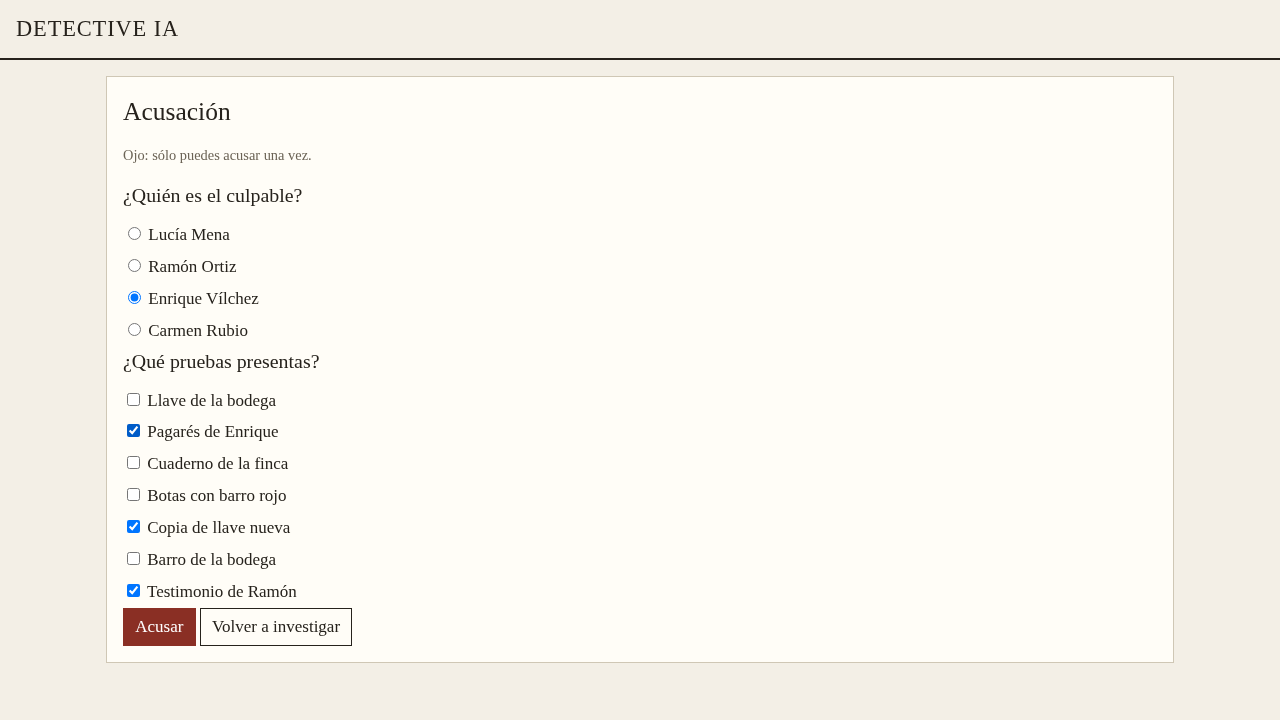 DETECTIVE IA
Acusación
Ojo: sólo puedes acusar una vez.
¿Quién es el culpable?
Lucía Mena
Ramón Ortiz
Enrique Vílchez
Carmen Rubio
¿Qué pruebas presentas?
Llave de la bodega
Pagarés de Enrique
Cuaderno de la finca
Botas con barro rojo
Copia de llave nueva
Barro de la bodega
Testimonio de Ramón
Acusar Volver a investigar